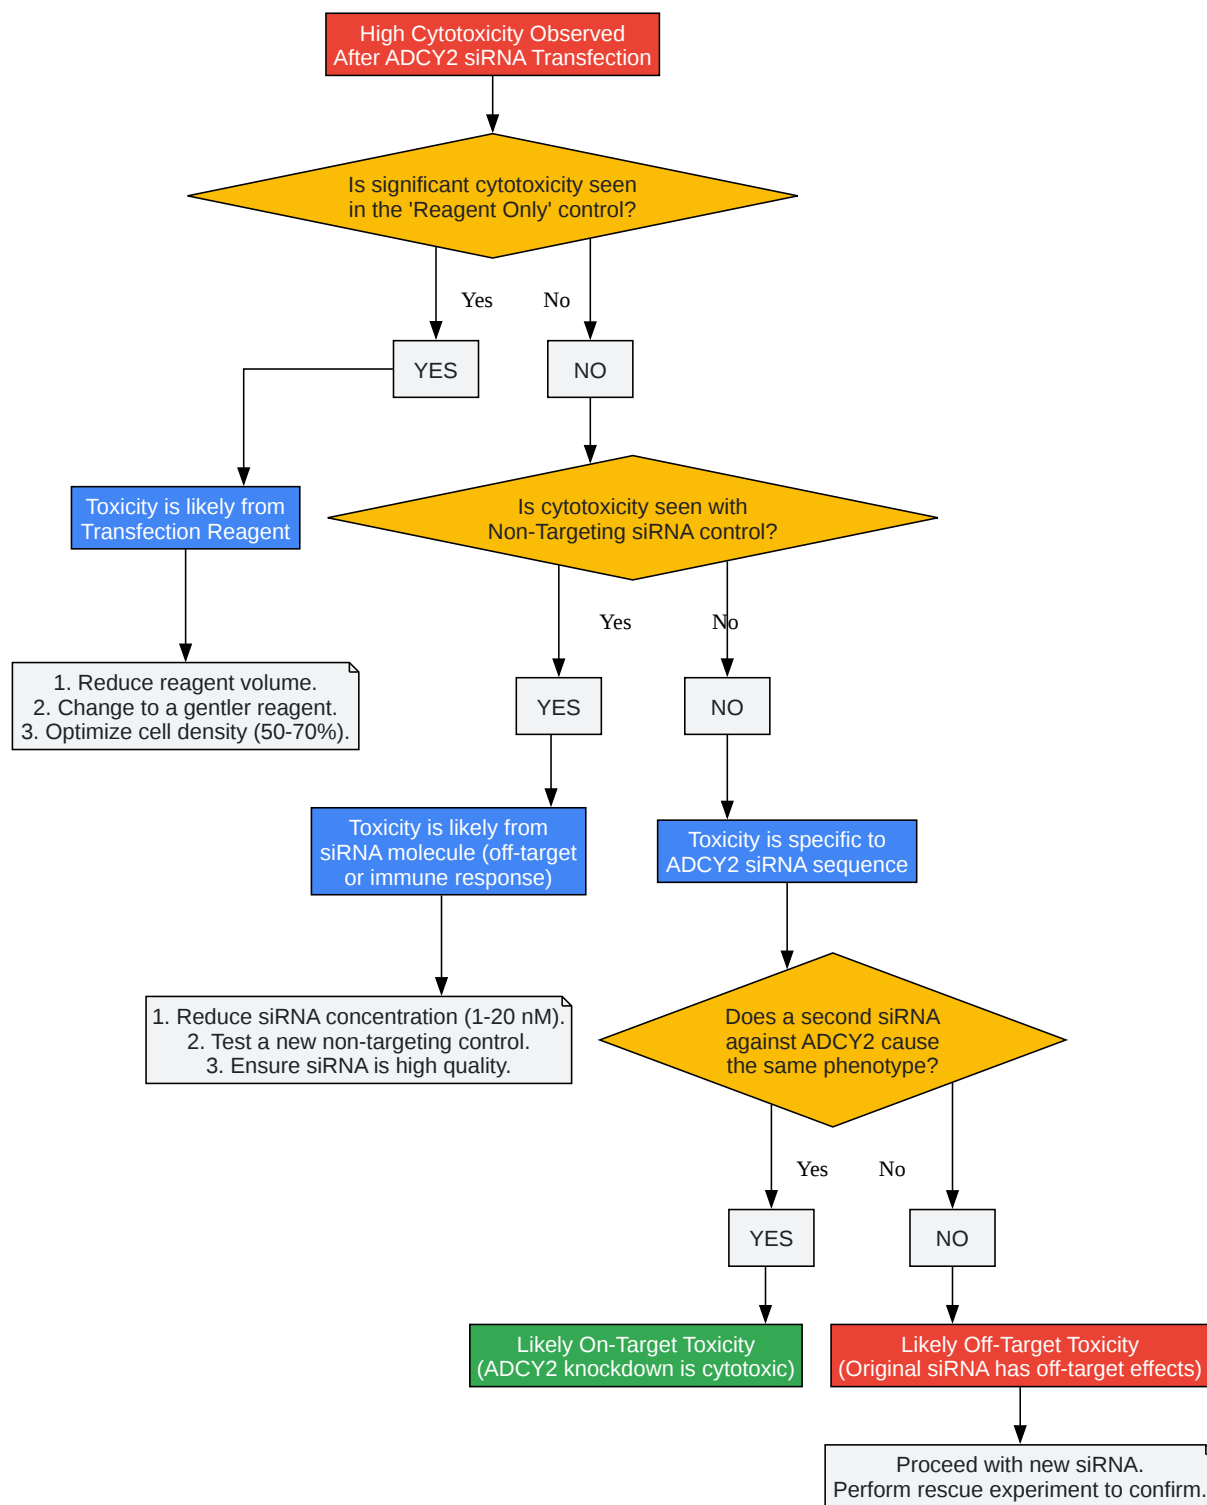 High Cytotoxicity Observed
After ADCY2 siRNA Transfection
Is significant cytotoxicity seen
in the 'Reagent Only' control?
Yes
No
YES
NO
Toxicity is likely from
Transfection Reagent
Is cytotoxicity seen with
Non-Targeting siRNA control?
Yes
No
1. Reduce reagent volume.
2. Change to a gentler reagent.
3. Optimize cell density (50-70%).
YES
NO
Toxicity is likely from
siRNA molecule (off-target
or immune response)
Toxicity is specific to
ADCY2 siRNA sequence
1. Reduce siRNA concentration (1-20 nM).
2. Test a new non-targeting control.
3. Ensure siRNA is high quality.
Does a second siRNA
against ADCY2 cause
the same phenotype?
Yes
No
YES
NO
Likely On-Target Toxicity
(ADCY2 knockdown is cytotoxic)
Likely Off-Target Toxicity
(Original siRNA has off-target effects)
Proceed with new siRNA.
Perform rescue experiment to confirm.